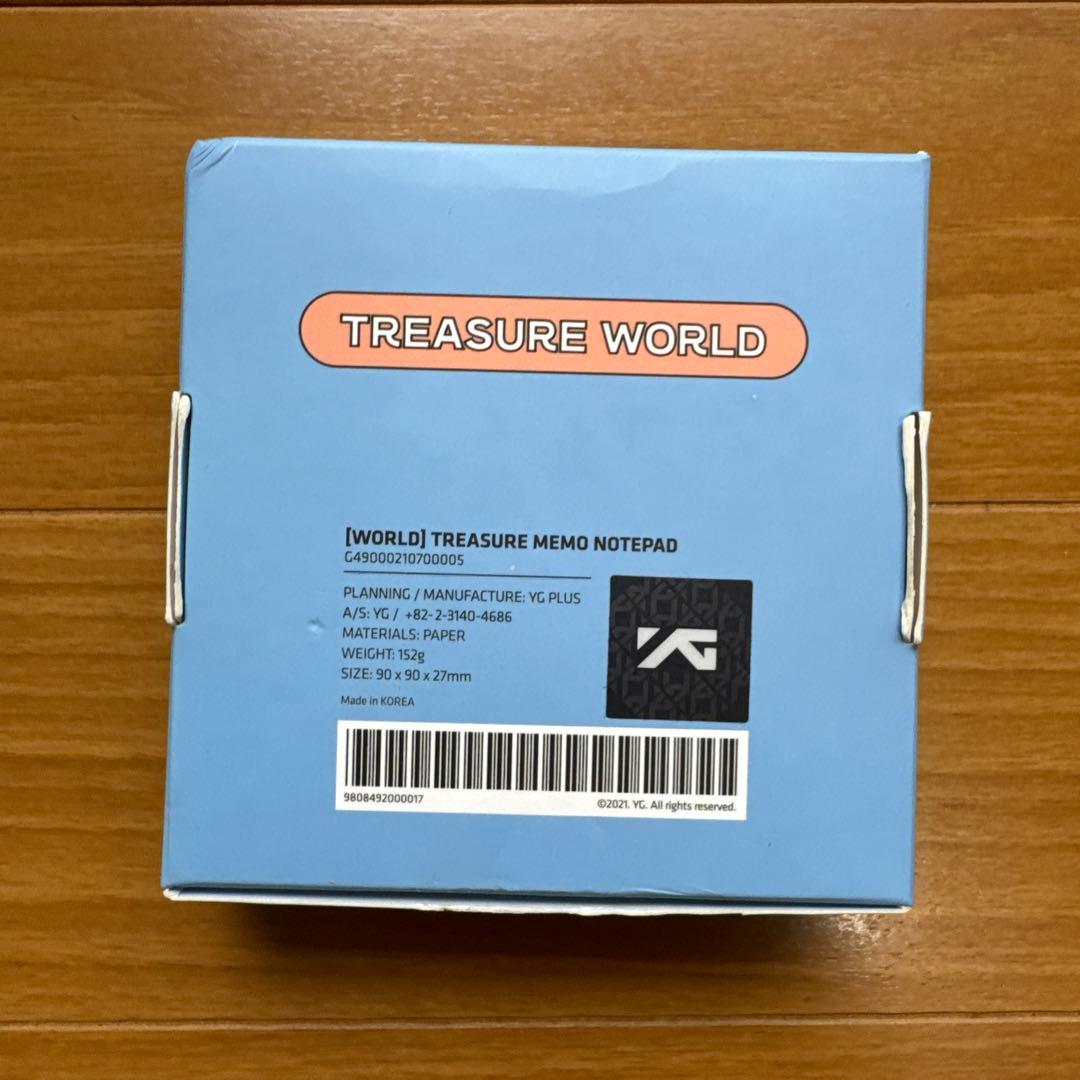 TREASURE WORLD
[WORLD] TREASURE MEMO NOTEPAD
G49000210700005
PLANNING / MANUFACTURE: YG PLUS
A/S: YG / +82-2-3140-4686
MATERIALS: PAPER
WEIGHT: 152g
SIZE: 90 x 90 x 27mm
Made in KOREA
YG
9808492000017
©2021. YG. All rights reserved.